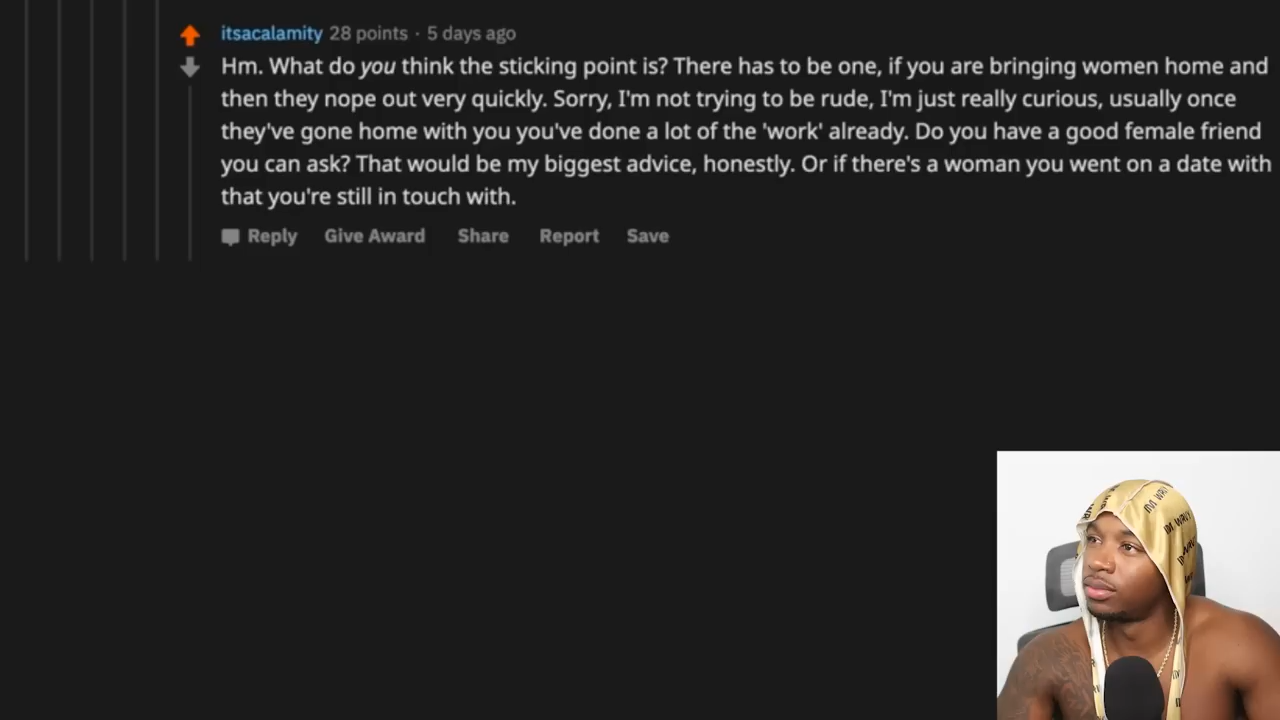 itsacalamity 28 points · 5 days ago
Hm. What do you think the sticking point is? There has to be one, if you are bringing women home and
then they nope out very quickly. Sorry, I'm not trying to be rude, I'm just really curious, usually once
they've gone home with you you've done a lot of the 'work' already. Do you have a good female friend
you can ask? That would be my biggest advice, honestly. Or if there's a woman you went on a date with
that you're still in touch with.
Reply Give Award Share Report Save